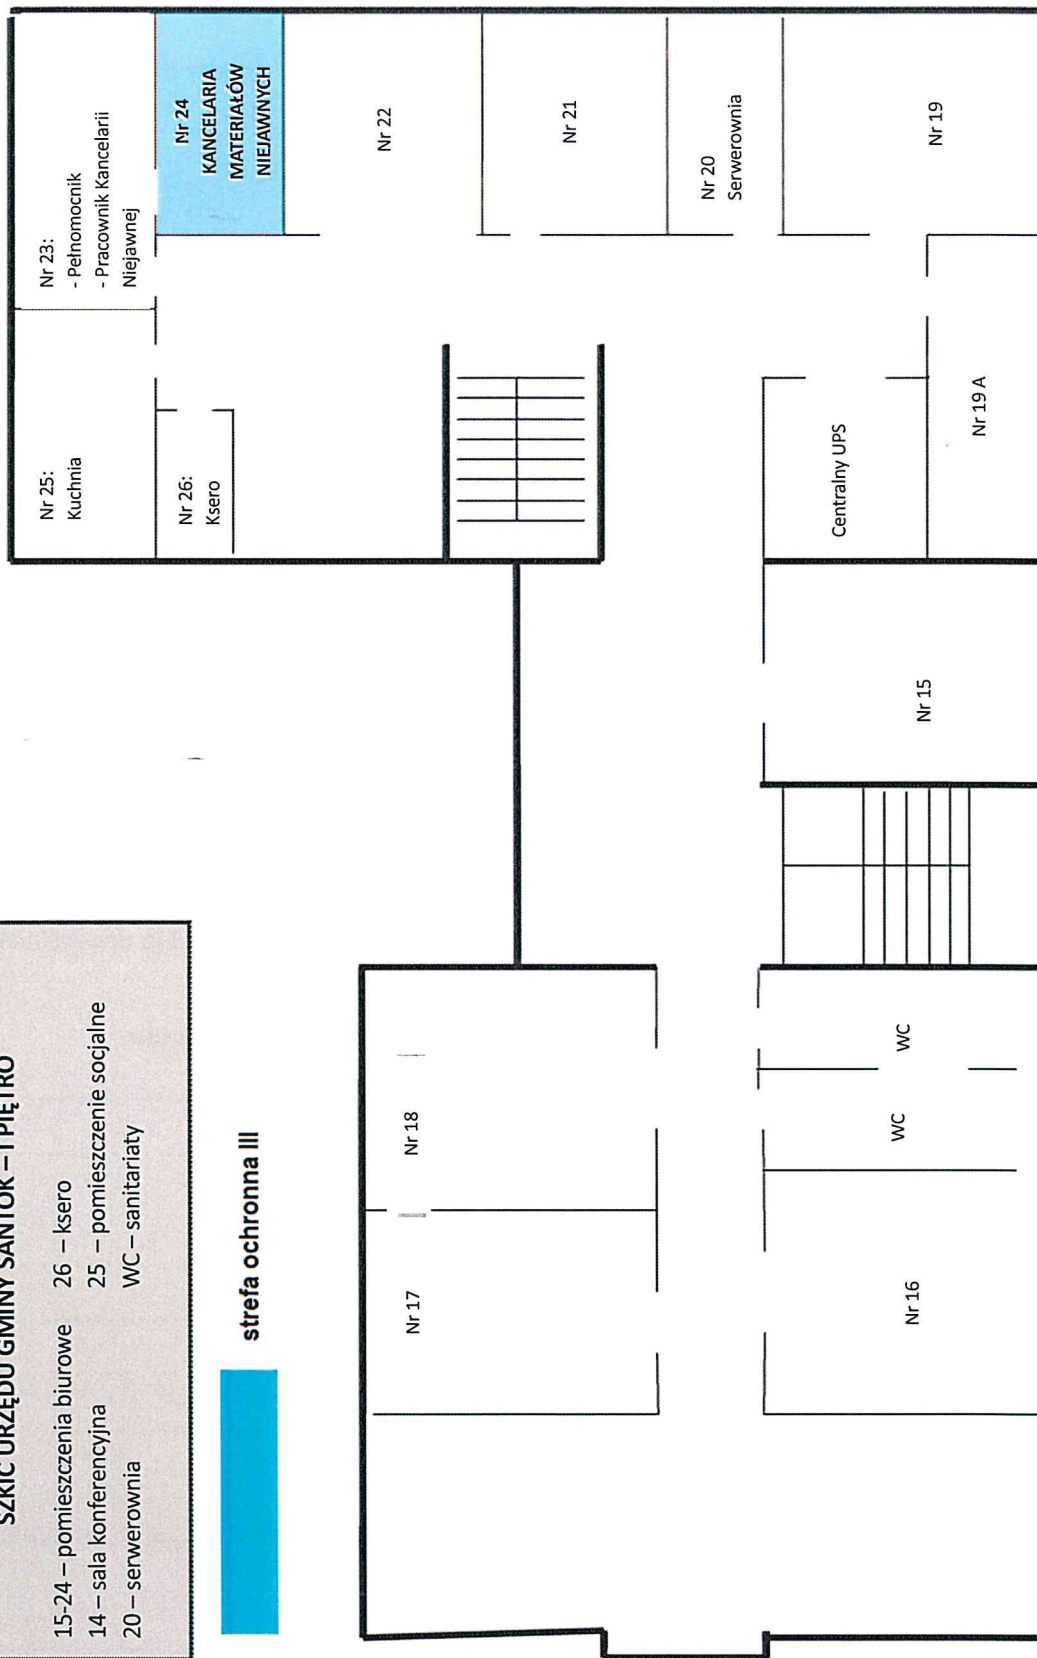 SZKIC URZĘDU GMINY SANTOK – I PIĘTRO
15-24 – pomieszczenia biurowe
14 – sala konferencyjna
20 – serwerownia
26 – ksero
25 – pomieszczenie socjalne
WC – sanitariaty
strefa ochronna III
Nr 17
Nr 18
Nr 16
WC
WC
Nr 15
Nr 25:
Kuchnia
Nr 26:
Ksero
Nr 23:
- Pełnomocnik
- Pracownik Kancelarii
Niejawnej
Nr 24
KANCELARIA
MATERIAŁÓW
NIEJAWNYCH
Nr 22
Nr 21
Nr 20
Serwerownia
Nr 19
Centralny UPS
Nr 19 A